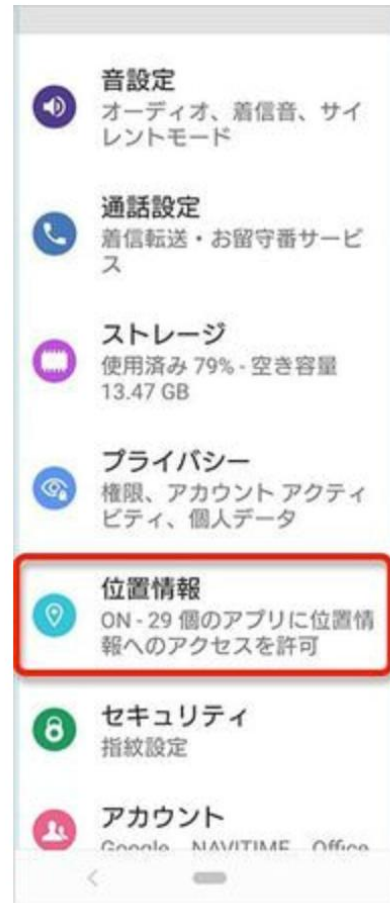 音設定
オーディオ、着信音、サイ
レントモード
通話設定
着信転送・お留守番サービ
ス
ストレージ
使用済み 79% - 空き容量
13.47 GB
プライバシー
権限、アカウント アクティ
ビティ、個人データ
位置情報
ON - 29 個のアプリに位置情
報へのアクセスを許可
セキュリティ
指紋設定
アカウント
Google、NAVITIME、Office